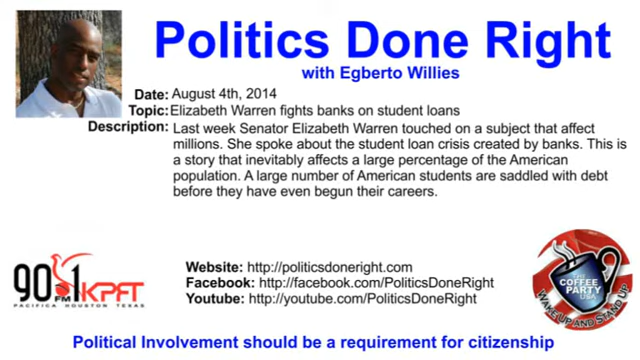 Politics Done Right
with Egberto Willies
Date: August 4th, 2014
Topic: Elizabeth Warren fights banks on student loans
Description: Last week Senator Elizabeth Warren touched on a subject that affect
millions. She spoke about the student loan crisis created by banks. This is
a story that inevitably affects a large percentage of the American
population. A large number of American students are saddled with debt
before they have even begun their careers.
90.1
FM KPFT
PACIFICA HOUSTON TEXAS
Website: http://politicsdoneright.com
Facebook: http://facebook.com/PoliticsDoneRight
Youtube: http://youtube.com/PoliticsDoneRight
THE
COFFEE
PARTY
USA
WAKE UP AND STAND UP
Political Involvement should be a requirement for citizenship